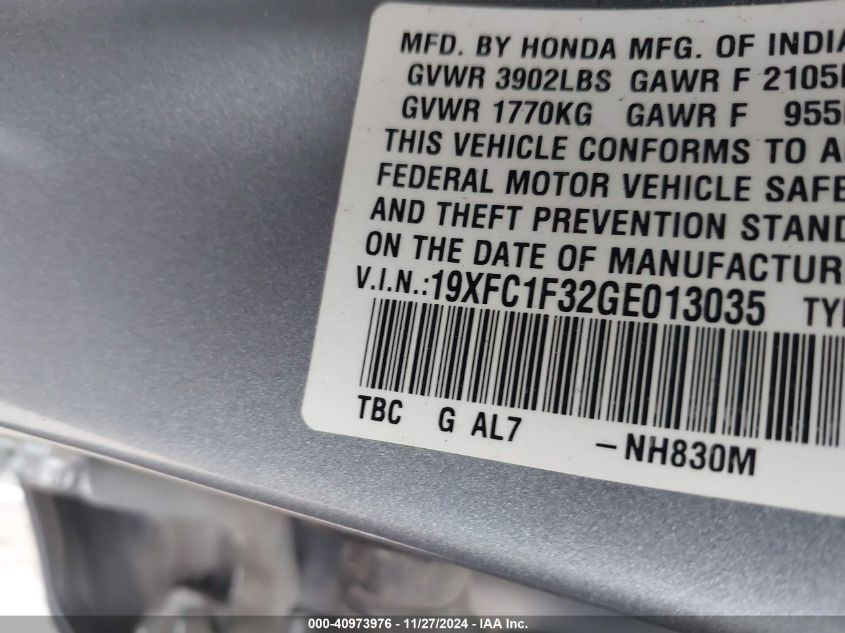 MFD. BY HONDA MFG. OF INDIA
GVWR 3902LBS GAWR F 2105
GVWR 1770KG GAWR F 955
THIS VEHICLE CONFORMS TO A
FEDERAL MOTOR VEHICLE SAFE
AND THEFT PREVENTION STAND
ON THE DATE OF MANUFACTUR
V.I.N.:19XFC1F32GE013035 TY
TBC G AL7 -NH830M
000-40973976 — 11/27/2024 — IAA Inc.